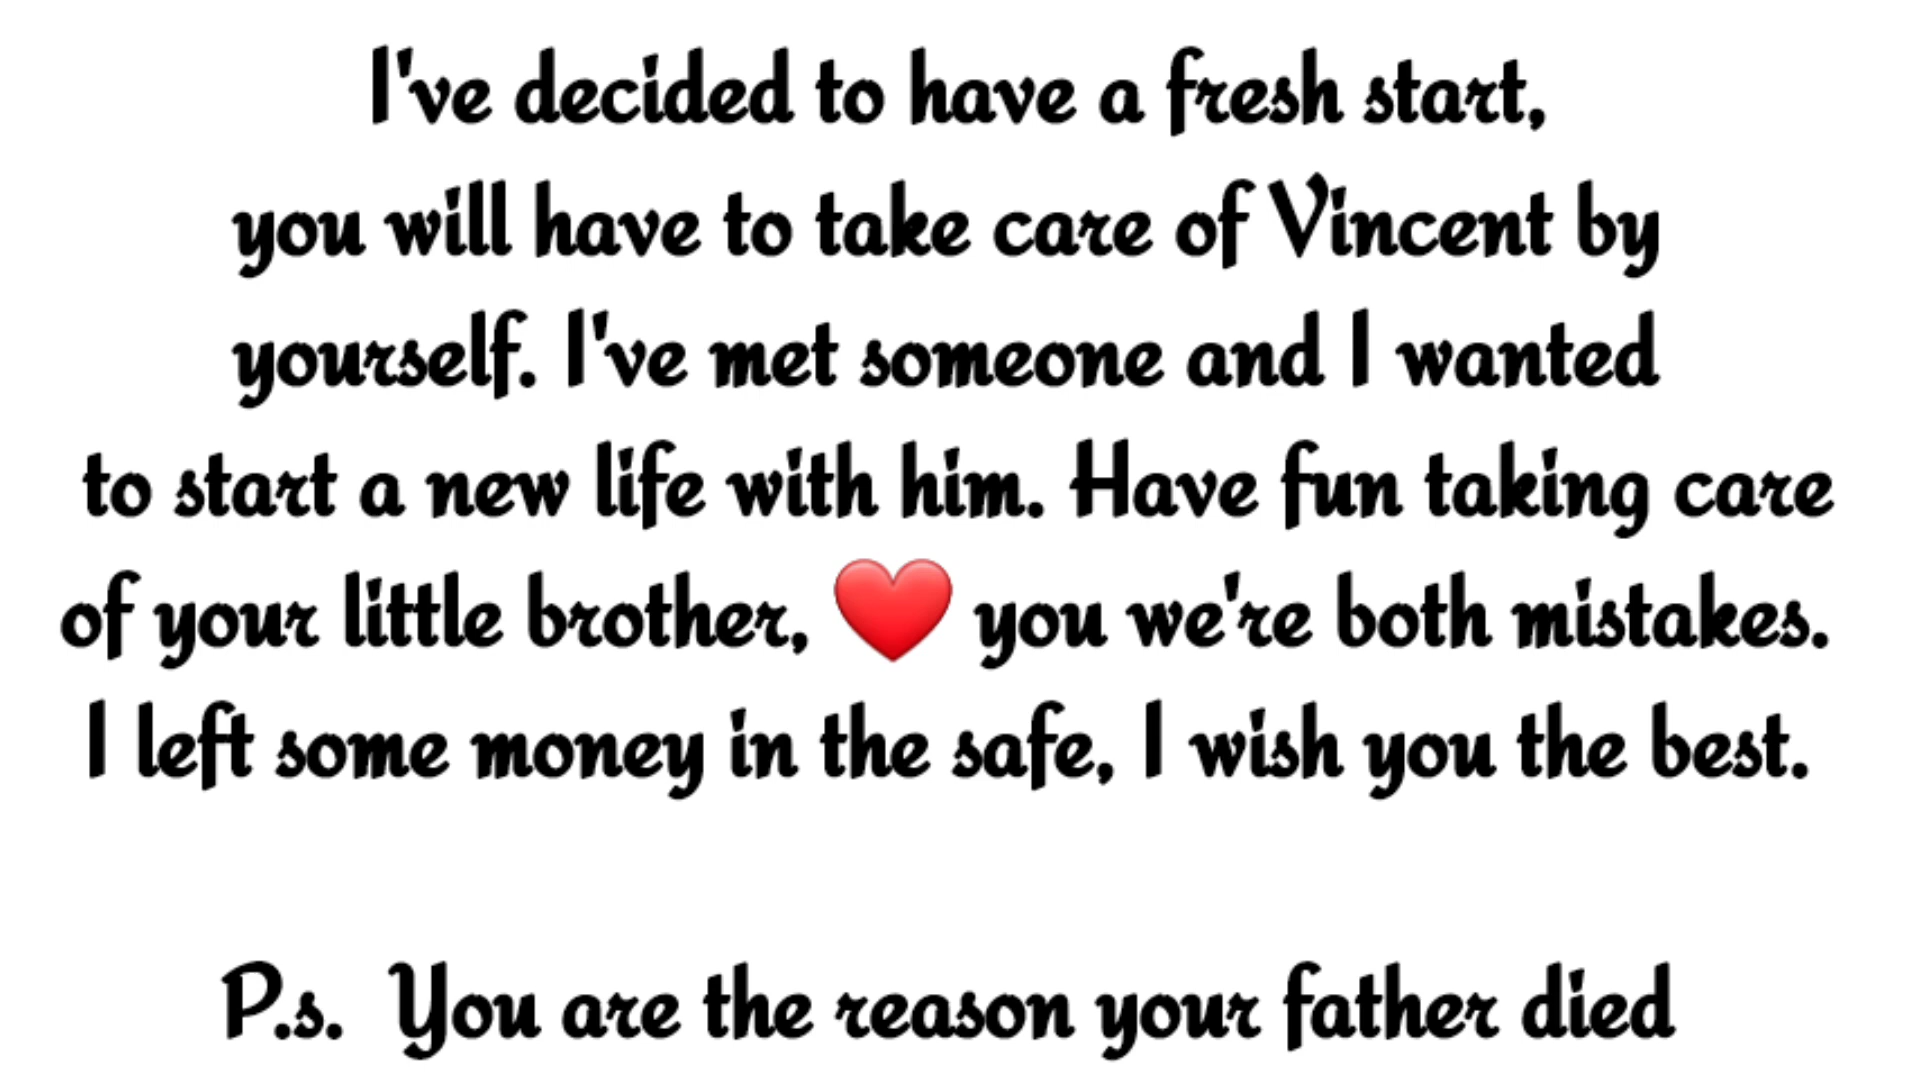 I've decided to have a fresh start,
you will have to take care of Vincent by
yourself. I've met someone and I wanted
to start a new life with him. Have fun taking care
of your little brother, ❤️ you we're both mistakes.
I left some money in the safe, I wish you the best.
P.s. You are the reason your father died